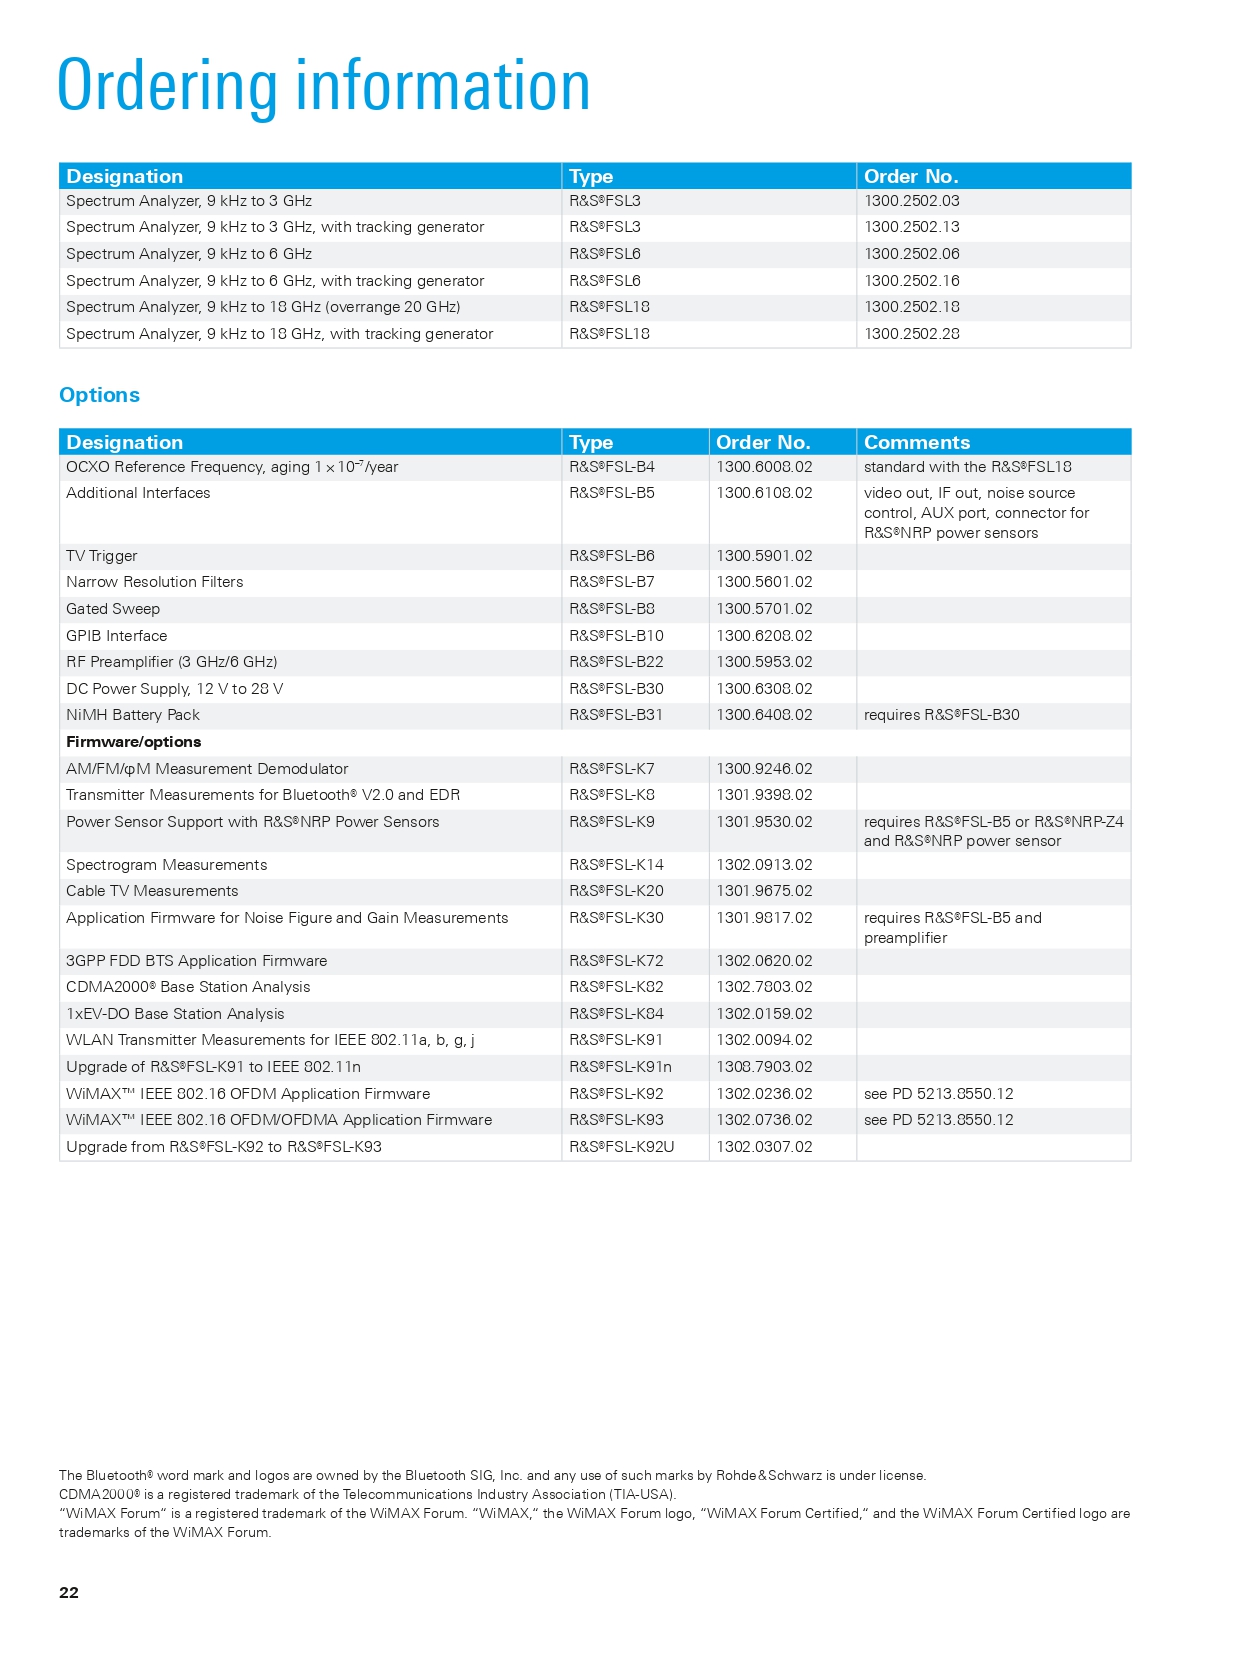 Ordering information
Designation Type Order No.
Spectrum Analyzer, 9 kHz to 3 GHz R&S®FSL3 1300.2502.03
Spectrum Analyzer, 9 kHz to 3 GHz, with tracking generator R&S®FSL3 1300.2502.13
Spectrum Analyzer, 9 kHz to 6 GHz R&S®FSL6 1300.2502.06
Spectrum Analyzer, 9 kHz to 6 GHz, with tracking generator R&S®FSL6 1300.2502.16
Spectrum Analyzer, 9 kHz to 18 GHz (overrange 20 GHz) R&S®FSL18 1300.2502.18
Spectrum Analyzer, 9 kHz to 18 GHz, with tracking generator R&S®FSL18 1300.2502.28
Options
Designation Type Order No. Comments
OCXO Reference Frequency, aging 1 × 10⁻⁷/year R&S®FSL-B4 1300.6008.02 standard with the R&S®FSL18
Additional Interfaces R&S®FSL-B5 1300.6108.02 video out, IF out, noise source
control, AUX port, connector for
R&S®NRP power sensors
TV Trigger R&S®FSL-B6 1300.5901.02
Narrow Resolution Filters R&S®FSL-B7 1300.5601.02
Gated Sweep R&S®FSL-B8 1300.5701.02
GPIB Interface R&S®FSL-B10 1300.6208.02
RF Preamplifier (3 GHz/6 GHz) R&S®FSL-B22 1300.5953.02
DC Power Supply, 12 V to 28 V R&S®FSL-B30 1300.6308.02
NiMH Battery Pack R&S®FSL-B31 1300.6408.02 requires R&S®FSL-B30
Firmware/options
AM/FM/φM Measurement Demodulator R&S®FSL-K7 1300.9246.02
Transmitter Measurements for Bluetooth® V2.0 and EDR R&S®FSL-K8 1301.9398.02
Power Sensor Support with R&S®NRP Power Sensors R&S®FSL-K9 1301.9530.02 requires R&S®FSL-B5 or R&S®NRP-Z4
and R&S®NRP power sensor
Spectrogram Measurements R&S®FSL-K14 1302.0913.02
Cable TV Measurements R&S®FSL-K20 1301.9675.02
Application Firmware for Noise Figure and Gain Measurements R&S®FSL-K30 1301.9817.02 requires R&S®FSL-B5 and
preamplifier
3GPP FDD BTS Application Firmware R&S®FSL-K72 1302.0620.02
CDMA2000® Base Station Analysis R&S®FSL-K82 1302.7803.02
1xEV-DO Base Station Analysis R&S®FSL-K84 1302.0159.02
WLAN Transmitter Measurements for IEEE 802.11a, b, g, j R&S®FSL-K91 1302.0094.02
Upgrade of R&S®FSL-K91 to IEEE 802.11n R&S®FSL-K91n 1308.7903.02
WiMAX™ IEEE 802.16 OFDM Application Firmware R&S®FSL-K92 1302.0236.02 see PD 5213.8550.12
WiMAX™ IEEE 802.16 OFDM/OFDMA Application Firmware R&S®FSL-K93 1302.0736.02 see PD 5213.8550.12
Upgrade from R&S®FSL-K92 to R&S®FSL-K93 R&S®FSL-K92U 1302.0307.02
The Bluetooth® word mark and logos are owned by the Bluetooth SIG, Inc. and any use of such marks by Rohde & Schwarz is under license.
CDMA2000® is a registered trademark of the Telecommunications Industry Association (TIA-USA).
“WiMAX Forum“ is a registered trademark of the WiMAX Forum. “WiMAX,“ the WiMAX Forum logo, “WiMAX Forum Certified,“ and the WiMAX Forum Certified logo are
trademarks of the WiMAX Forum.
22